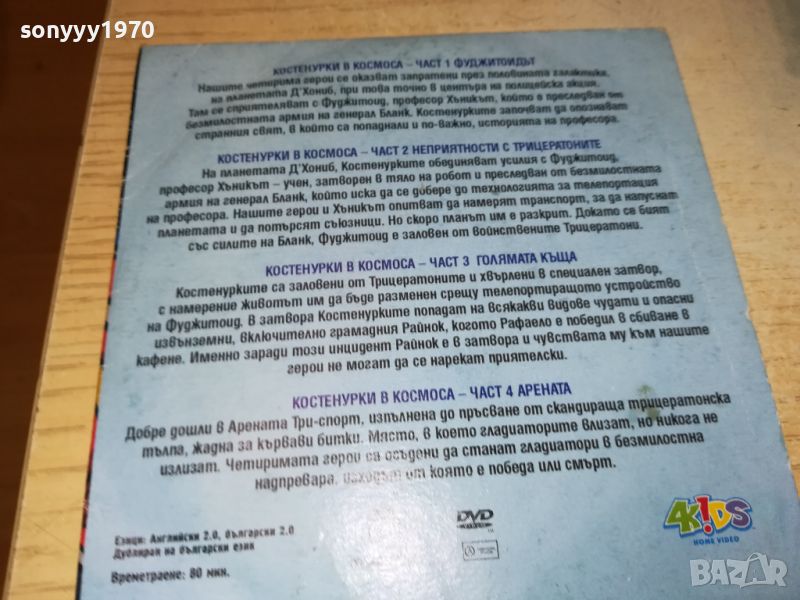 sonyyy1970
КОСТЕНУРКИ В КОСМОСА – ЧАСТ 1 ФУДЖИТОИДЪТ
Нашите четирима герои се оказват запратени през половината галактика,
на планетата Д'Хониб, при това точно в центъра на полицейска акция.
Там се сприятеляват с Фуджитоид, професор Хъникът, който е преследван от
безмилостната армия на генерал Бланк. Костенурките започват да опознават
странния свят, в който са попаднали и по-важно, историята на професора.
КОСТЕНУРКИ В КОСМОСА – ЧАСТ 2 НЕПРИЯТНОСТИ С ТРИЦЕРАТОНИТЕ
На планетата Д'Хониб, Костенурките обединяват усилия с Фуджитоид,
професор Хъникът – учен, затворен в тяло на робот и преследван от безмилостната
армия на генерал Бланк, който иска да се добере до технологията за телепортация
на професора. Нашите герои и Хъникът опитват да намерят транспорт, за да напуснат
планетата и да потърсят съюзници. Но скоро планът им е разкрит. Докато се бият
със силите на Бланк, Фуджитоид е заловен от войнствените Трицератони.
КОСТЕНУРКИ В КОСМОСА – ЧАСТ 3 ГОЛЯМАТА КЪЩА
Костенурките са заловени от Трицератоните и хвърлени в специален затвор,
с намерение животът им да бъде разменен срещу телепортиращото устройство
на Фуджитоид. В затвора Костенурките попадат на всякакви видове чудати и опасни
извънземни, включително грамадния Райнок, когото Рафаело е победил в сбиване в
кафене. Именно заради този инцидент Райнок е в затвора и чувствата му към нашите
герои не могат да се нарекат приятелски.
КОСТЕНУРКИ В КОСМОСА – ЧАСТ 4 АРЕНАТА
Добре дошли в Арената Три-спорт, изпълнена до пръсване от скандираща трицератонска
тълпа, жадна за кървави битки. Място, в което гладиаторите влизат, но никога не
излизат. Четиримата герои са осъдени да станат гладиатори в безмилостна
надпревара, изходът от която е победа или смърт.
Езици: Английски 2.0, български 2.0
Дублиран на български език
Времетраене: 80 мин.
DVD
4K!DS
HOME VIDEO
BAZAR